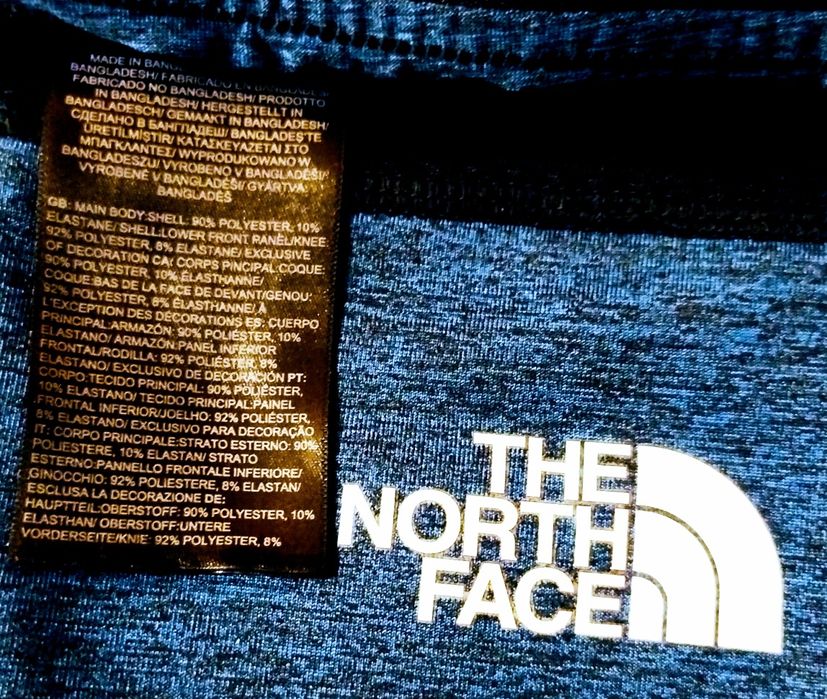 MADE IN
BANGLADESH/ FABRICADO EN BANGLADESH/
FABRICADO NO BANGLADESH/ PRODOTTO
IN BANGLADESH/ HERGESTELLT IN
BANGLADESCH/ GEMAAKT IN BANGLADESH/
СДЕЛАНО В БАНГЛАДЕШ/ BANGLADEŞ'TE
ÜRETİLMİŞTİR/ ΚΑΤΑΣΚΕΥΑΖΕΤΑΙ ΣΤΟ
ΜΠΑΓΚΛΑΝΤΕΣ/ WYPRODUKOWANO W
BANGLADESZU/ VYROBENO V BANGLADÉŠI/
VYROBENÉ V BANGLADÉŠI/ GYÁRTVA
BANGLADÉS
GB: MAIN BODY:SHELL: 90% POLYESTER, 10%
ELASTANE/ SHELL:LOWER FRONT PANEL/KNEE:
92% POLYESTER, 8% ELASTANE/ EXCLUSIVE
OF DECORATION CA: CORPS PINCIPAL:COQUE:
90% POLYESTER, 10% ÉLASTHANNE/
COQUE:BAS DE LA FACE DE DEVANT/GENOU:
92% POLYESTER, 8% ÉLASTHANNE/ À
L'EXCEPTION DES DÉCORATIONS ES: CUERPO
PRINCIPAL:ARMAZÓN: 90% POLIÉSTER, 10%
ELASTANO/ ARMAZÓN:PANEL INFERIOR
FRONTAL/RODILLA: 92% POLIÉSTER, 8%
ELASTANO/ EXCLUSIVO DE DECORACIÓN PT:
CORPO:TECIDO PRINCIPAL: 90% POLIÉSTER,
10% ELASTANO/ TECIDO PRINCIPAL:PAINEL
FRONTAL INFERIOR/JOELHO: 92% POLIÉSTER,
8% ELASTANO/ EXCLUSIVO PARA DECORAÇÃO
IT: CORPO PRINCIPALE:STRATO ESTERNO: 90%
POLIESTERE, 10% ELASTAN/ STRATO
ESTERNO:PANNELLO FRONTALE INFERIORE/
GINOCCHIO: 92% POLIESTERE, 8% ELASTAN/
ESCLUSA LA DECORAZIONE DE:
HAUPTTEIL:OBERSTOFF: 90% POLYESTER, 10%
ELASTHAN/ OBERSTOFF:UNTERE
VORDERSEITE/KNIE: 92% POLYESTER, 8%
THE
NORTH
FACE